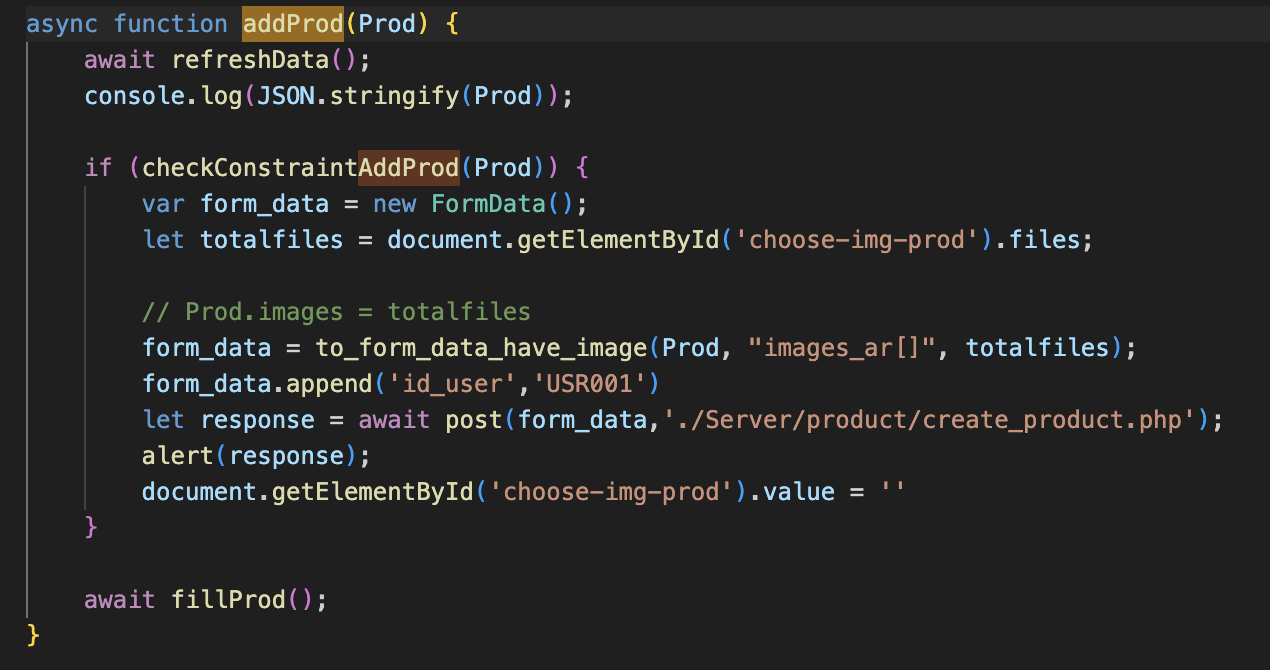 async function addProd(Prod) {
    await refreshData();
    console.log(JSON.stringify(Prod));

    if (checkConstraintAddProd(Prod)) {
        var form_data = new FormData();
        let totalfiles = document.getElementById('choose-img-prod').files;

        // Prod.images = totalfiles
        form_data = to_form_data_have_image(Prod, "images_ar[]", totalfiles);
        form_data.append('id_user','USR001')
        let response = await post(form_data,'./Server/product/create_product.php');
        alert(response);
        document.getElementById('choose-img-prod').value = ''
    }

    await fillProd();
}